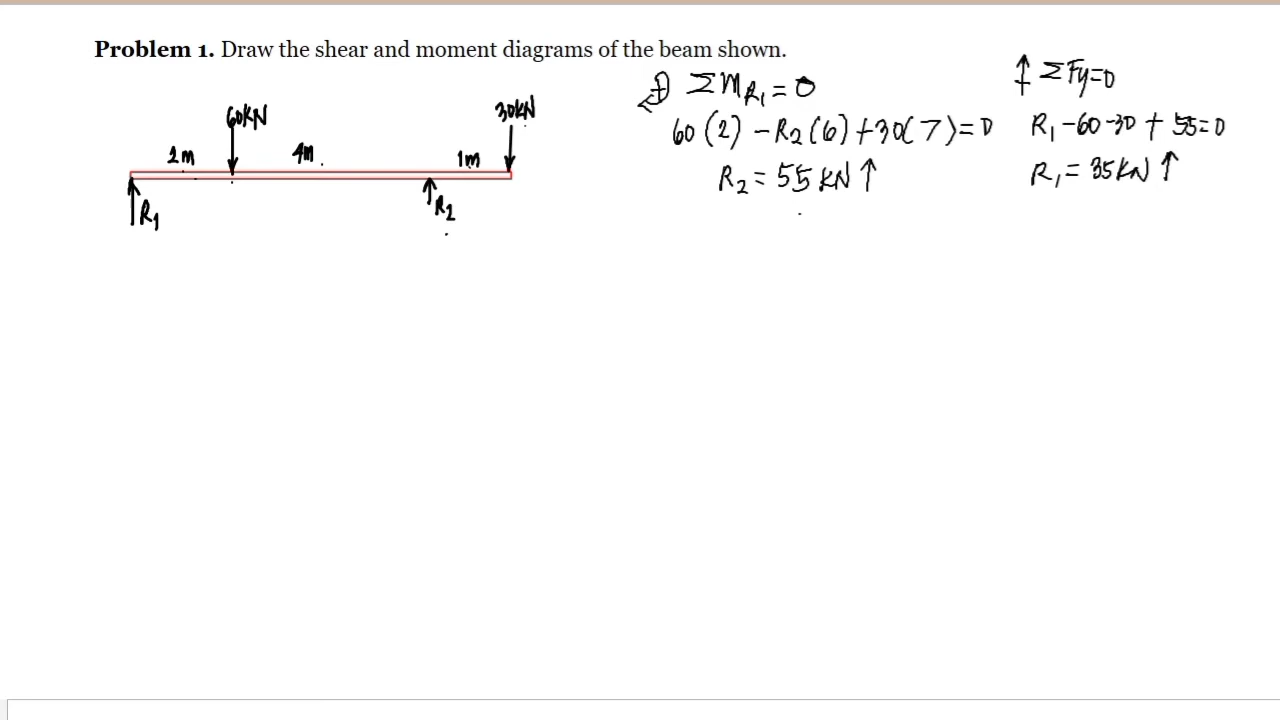 Problem 1. Draw the shear and moment diagrams of the beam shown.
60kN
30kN
2m
4m
1m
R₁
R₂
ΣM_R₁ = 0
60(2) - R₂(6) + 30(7) = 0
R₂ = 55 kN ↑
↑+ ΣFy = 0
R₁ - 60 - 30 + 55 = 0
R₁ = 35 kN ↑